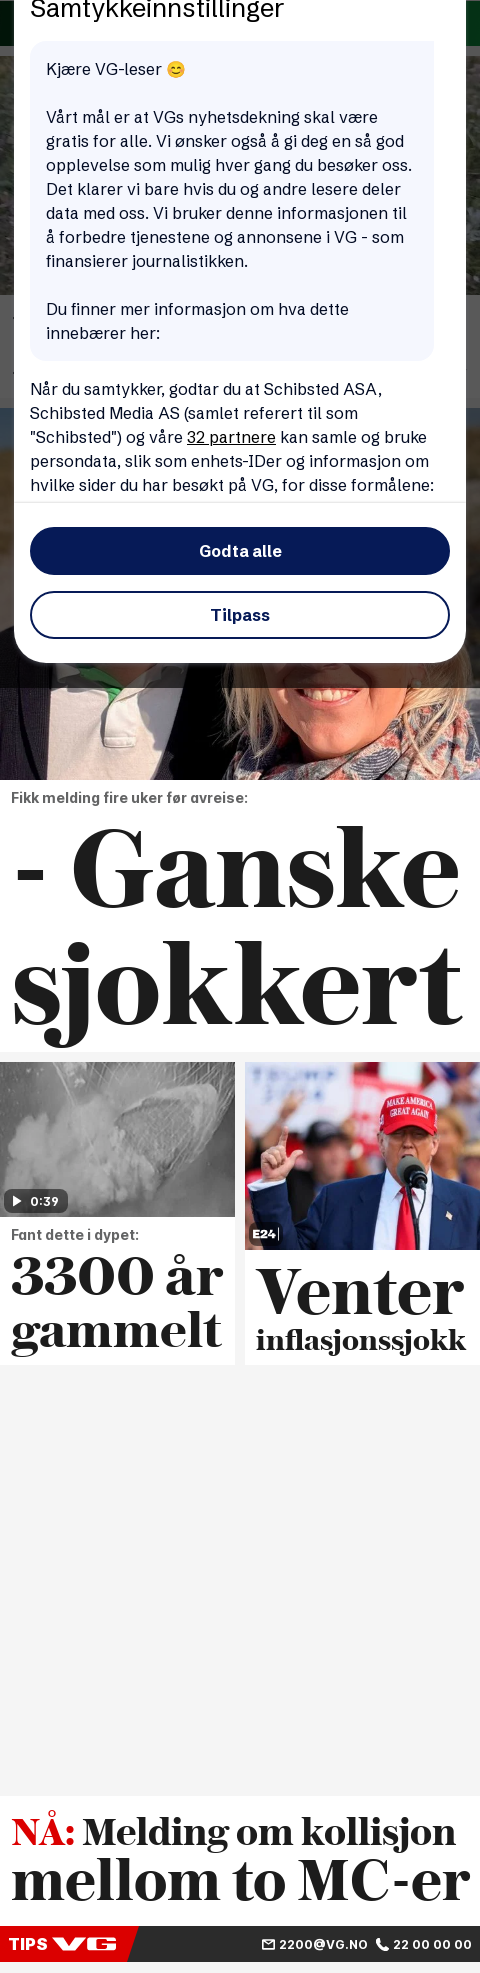 Samtykkeinnstillinger
Kjære VG-leser 😊
Vårt mål er at VGs nyhetsdekning skal være
gratis for alle. Vi ønsker også å gi deg en så god
opplevelse som mulig hver gang du besøker oss.
Det klarer vi bare hvis du og andre lesere deler
data med oss. Vi bruker denne informasjonen til
å forbedre tjenestene og annonsene i VG - som
finansierer journalistikken.
Du finner mer informasjon om hva dette
innebærer her:
Når du samtykker, godtar du at Schibsted ASA,
Schibsted Media AS (samlet referert til som
"Schibsted") og våre 32 partnere kan samle og bruke
persondata, slik som enhets-IDer og informasjon om
hvilke sider du har besøkt på VG, for disse formålene:
Godta alle
Tilpass
Fikk melding fire uker før avreise:
- Ganske
sjokkert
0:39
Fant dette i dypet:
3300 år
gammelt
TRUMP
MAKE AMERICA
GREAT AGAIN
E24
Venter
inflasjonssjokk
NÅ: Melding om kollisjon
mellom to MC-er
TIPS VG
2200@VG.NO 22 00 00 00